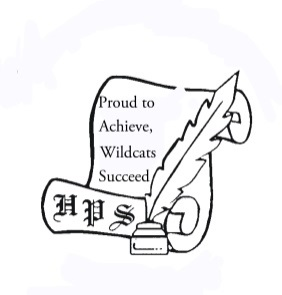 Proud to
Achieve,
Wildcats
Succeed
HPS